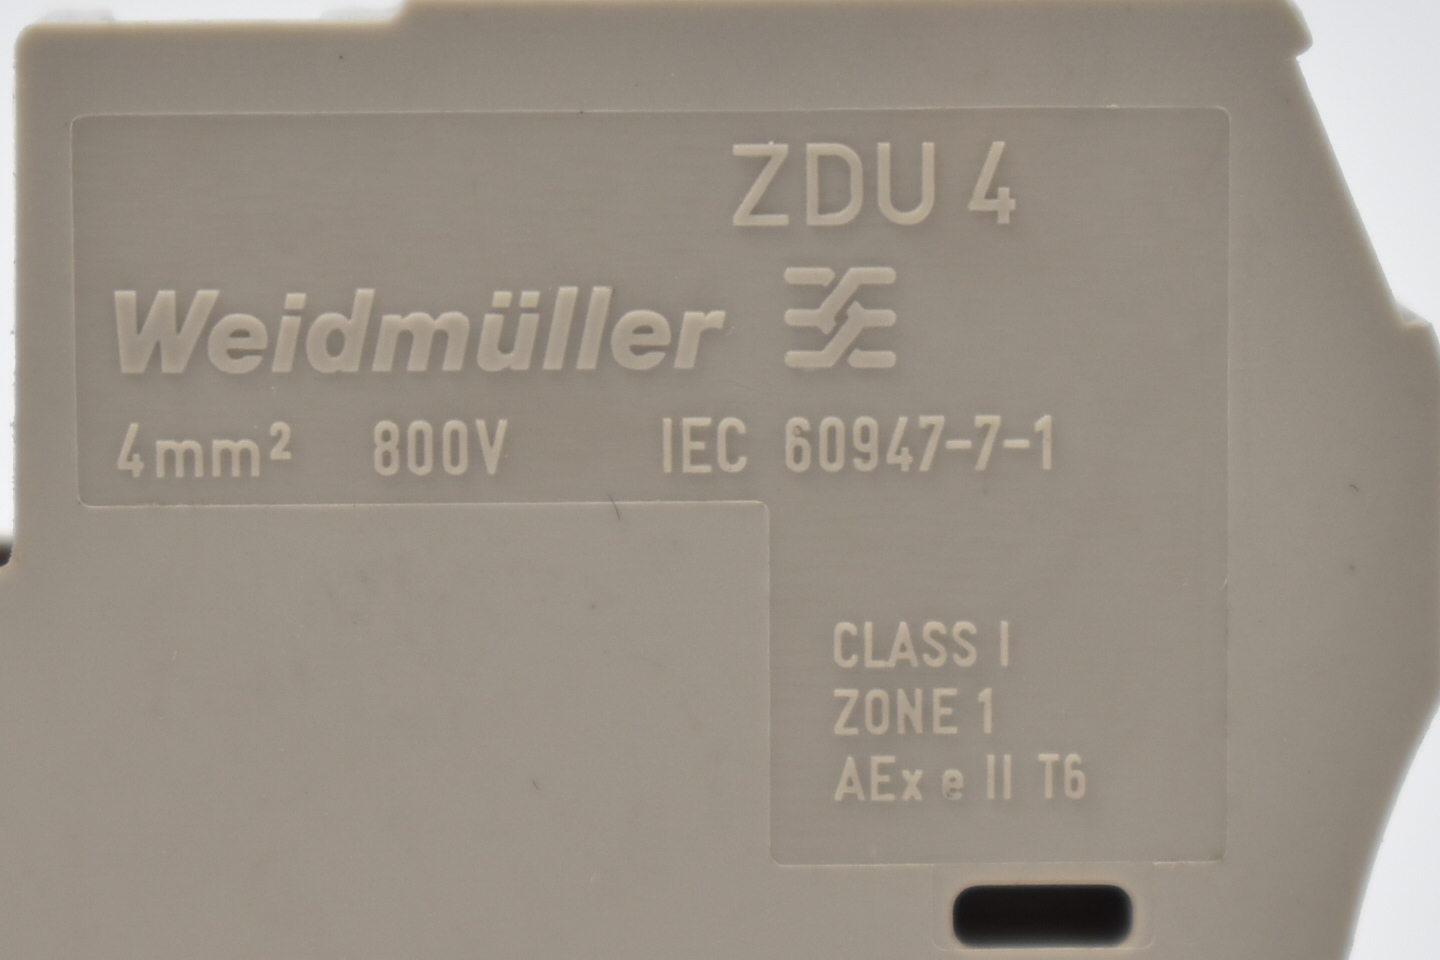 ZDU 4
Weidmüller
4mm² 800V IEC 60947-7-1
CLASS I
ZONE 1
AEx e II T6